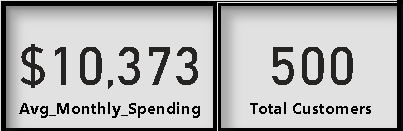 $10,373
Avg_Monthly_Spending
500
Total Customers